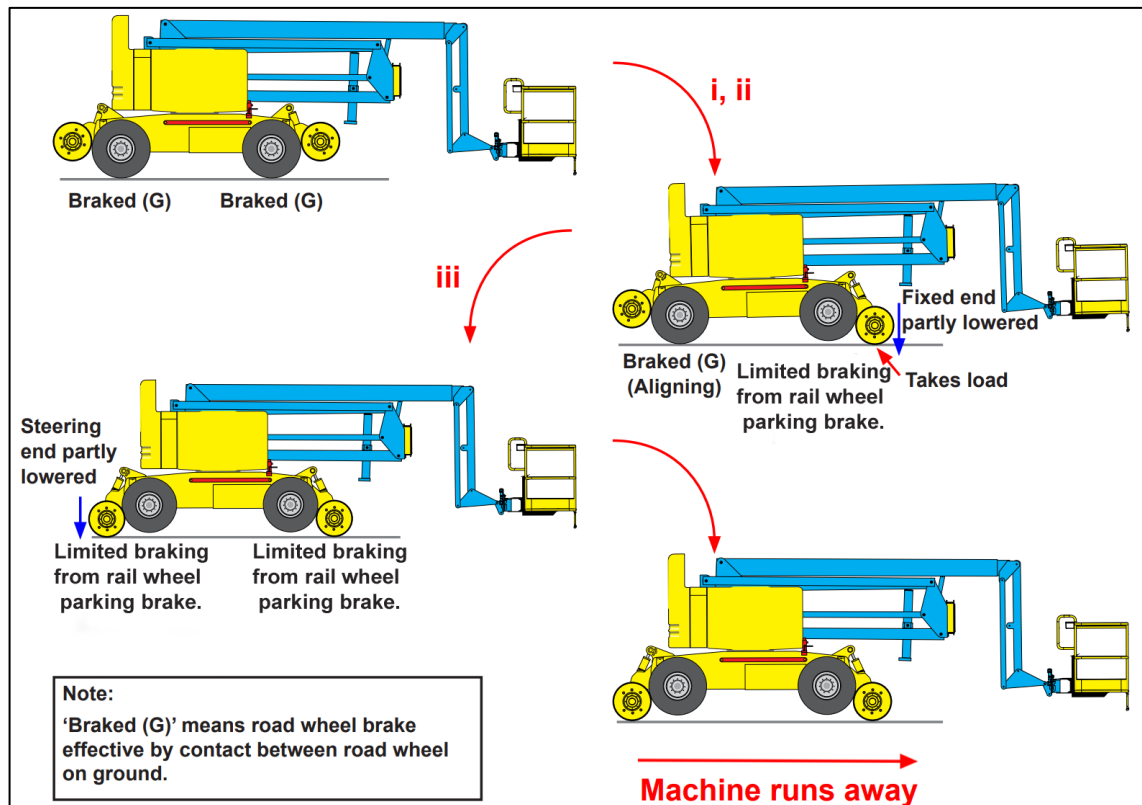 Braked (G)
Braked (G)
i, ii
Fixed end
partly lowered
Braked (G)
(Aligning)
Limited braking
from rail wheel
parking brake.
Takes load
iii
Steering
end partly
lowered
Limited braking
from rail wheel
parking brake.
Limited braking
from rail wheel
parking brake.
Note:
‘Braked (G)’ means road wheel brake
effective by contact between road wheel
on ground.
Machine runs away